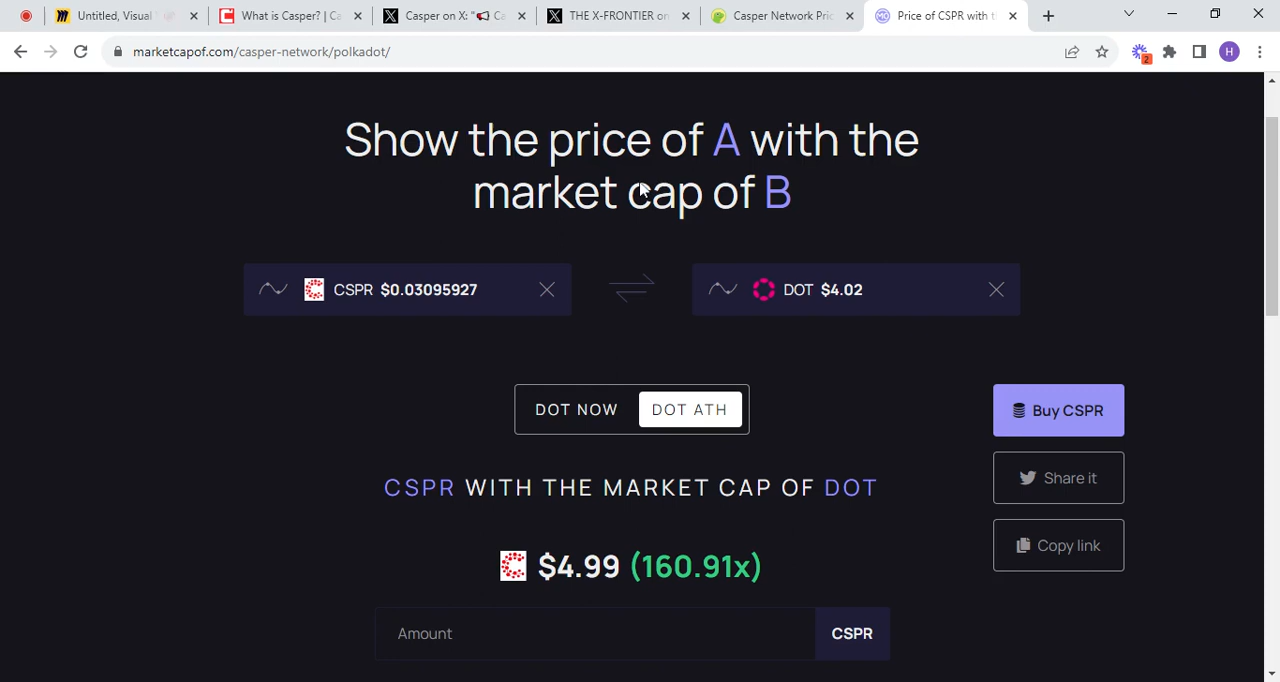 Untitled, Visual
What is Casper? | Ca
Casper on X: "📢 Ca
THE X-FRONTIER on
Casper Network Pric
Price of CSPR with t
marketcapof.com/casper-network/polkadot/
2
H
Show the price of A with the
market cap of B
CSPR $0.03095927
DOT $4.02
DOT NOW
DOT ATH
Buy CSPR
CSPR WITH THE MARKET CAP OF DOT
Share it
$4.99 (160.91x)
Copy link
Amount
CSPR